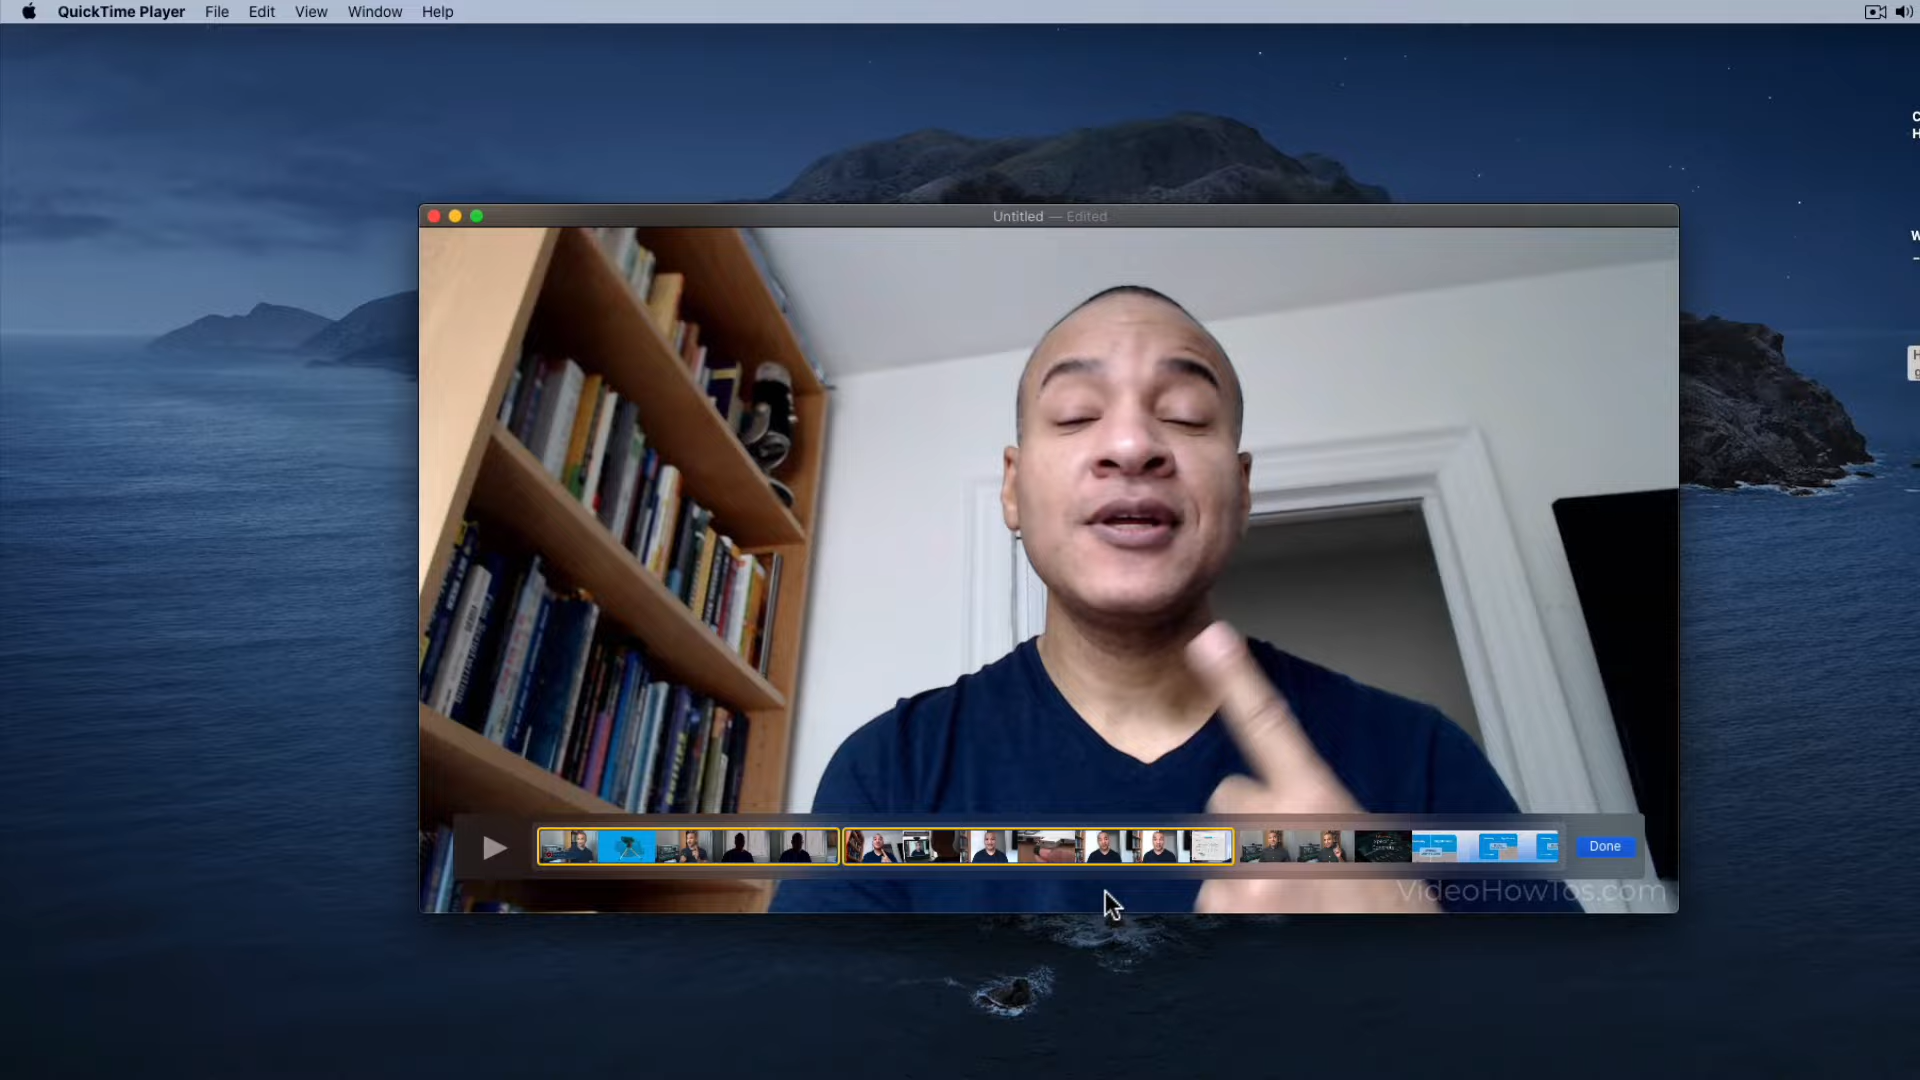 QuickTime Player File Edit View Window Help
C
H
Untitled — Edited
W
H
g
Done
VideoHowTos.com